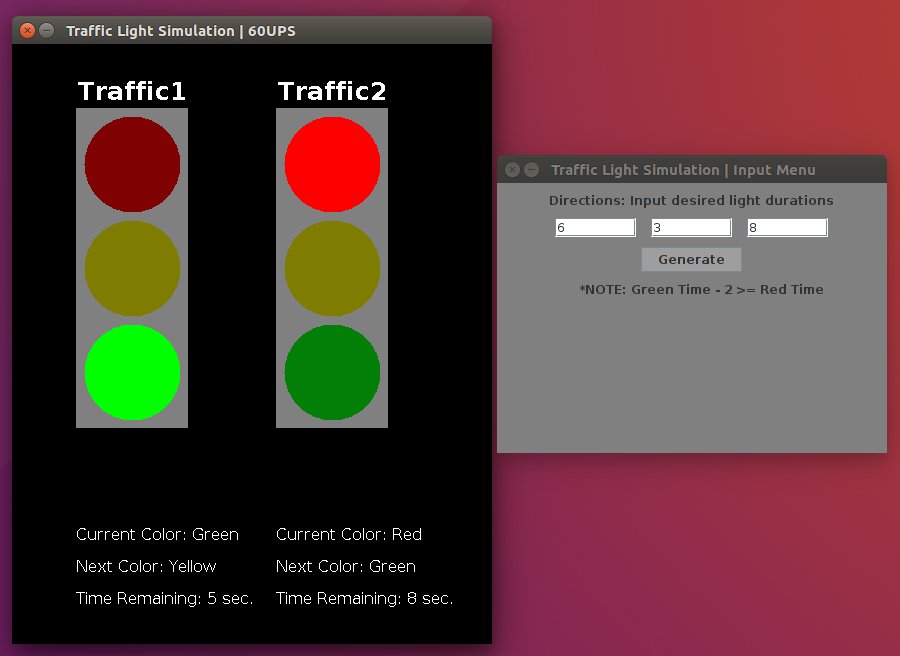 Traffic Light Simulation | 60UPS
Traffic1
Traffic2
Current Color: Green
Next Color: Yellow
Time Remaining: 5 sec.
Current Color: Red
Next Color: Green
Time Remaining: 8 sec.
Traffic Light Simulation | Input Menu
Directions: Input desired light durations
6 3 8
Generate
*NOTE: Green Time - 2 >= Red Time